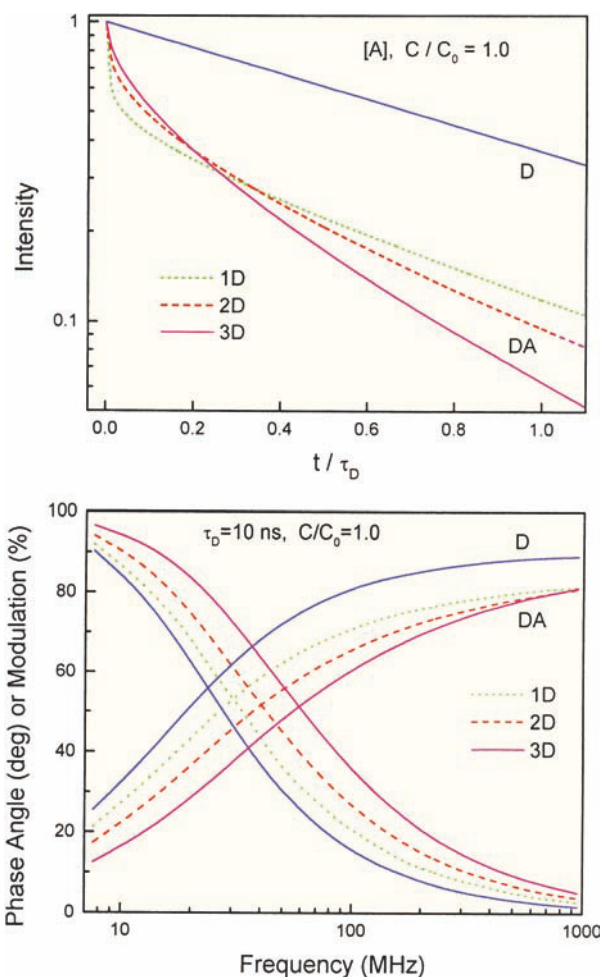 1
[A], C / C₀ = 1.0
D
Intensity
1D
2D
3D
0.1
DA
0.0 0.2 0.4 0.6 0.8 1.0
t / τ_D
100
τ_D=10 ns, C/C₀=1.0
D
80
DA
Phase Angle (deg) or Modulation (%)
60
1D
2D
40
3D
20
0
10 100 1000
Frequency (MHz)